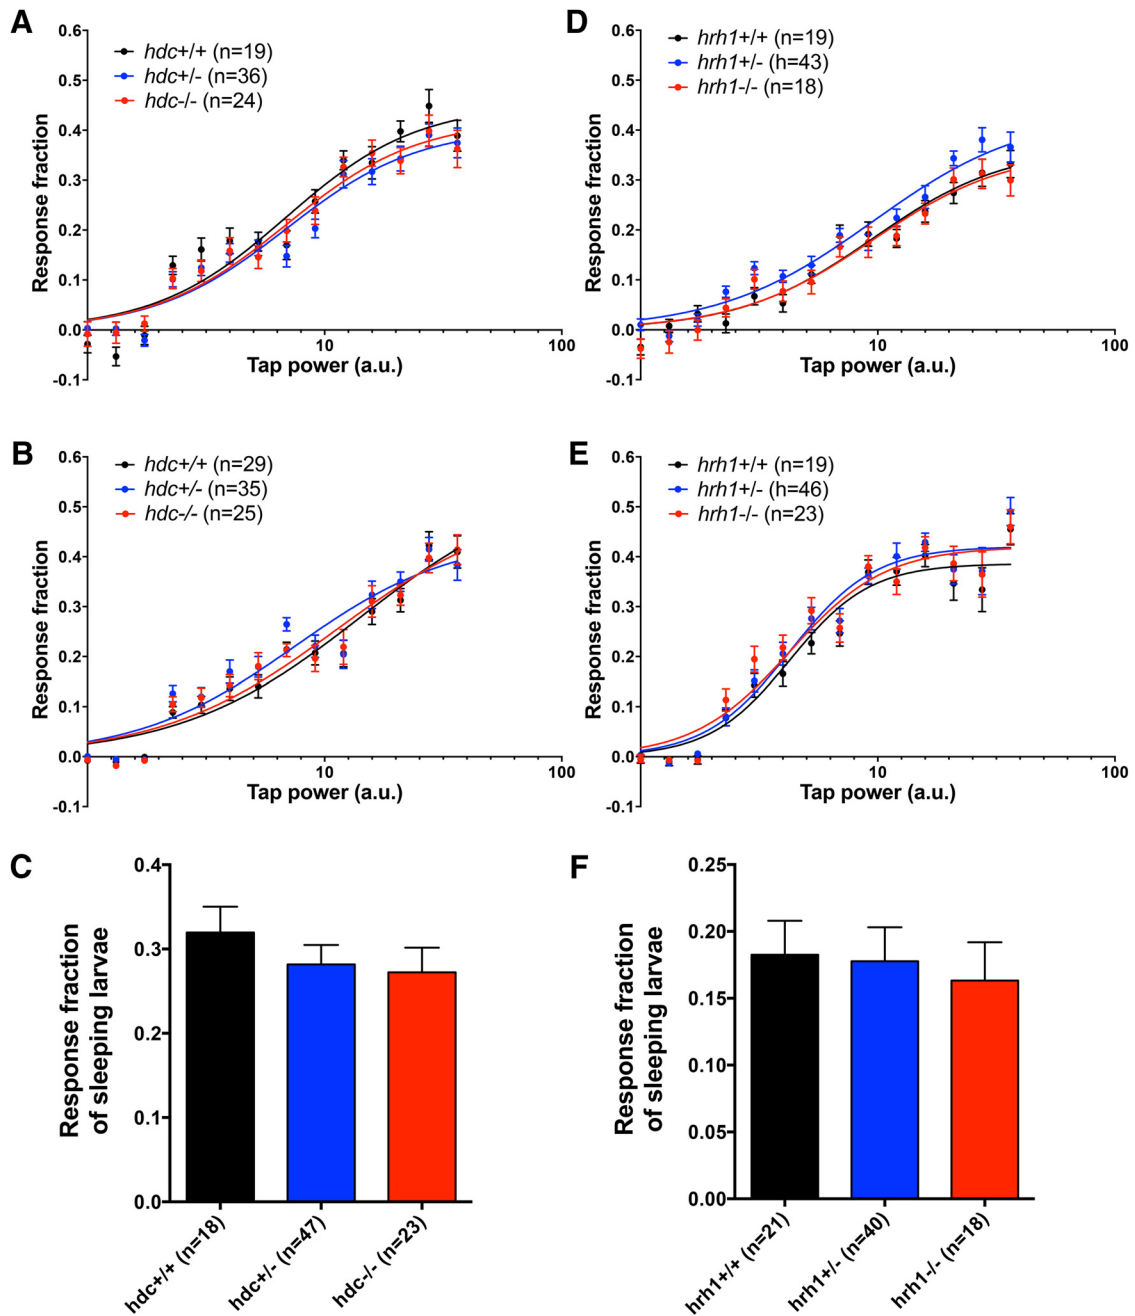 A
0.6
0.5
0.4
0.3
0.2
0.1
0.0
-0.1
Response fraction
hdc+/+ (n=19)
hdc+/- (n=36)
hdc-/- (n=24)
10
100
Tap power (a.u.)
D
0.6
0.5
0.4
0.3
0.2
0.1
0.0
-0.1
Response fraction
hrh1+/+ (n=19)
hrh1+/- (h=43)
hrh1-/- (n=18)
10
100
Tap power (a.u.)
B
0.6
0.5
0.4
0.3
0.2
0.1
0.0
-0.1
Response fraction
hdc+/+ (n=29)
hdc+/- (n=35)
hdc-/- (n=25)
10
100
Tap power (a.u.)
E
0.6
0.5
0.4
0.3
0.2
0.1
0.0
-0.1
Response fraction
hrh1+/+ (n=19)
hrh1+/- (h=46)
hrh1-/- (n=23)
10
100
Tap power (a.u.)
C
0.4
0.3
0.2
0.1
0.0
Response fraction
of sleeping larvae
hdc+/+ (n=18)
hdc+/- (n=47)
hdc-/- (n=23)
F
0.25
0.20
0.15
0.10
0.05
0.00
Response fraction
of sleeping larvae
hrh1+/+ (n=21)
hrh1+/- (n=40)
hrh1-/- (n=18)